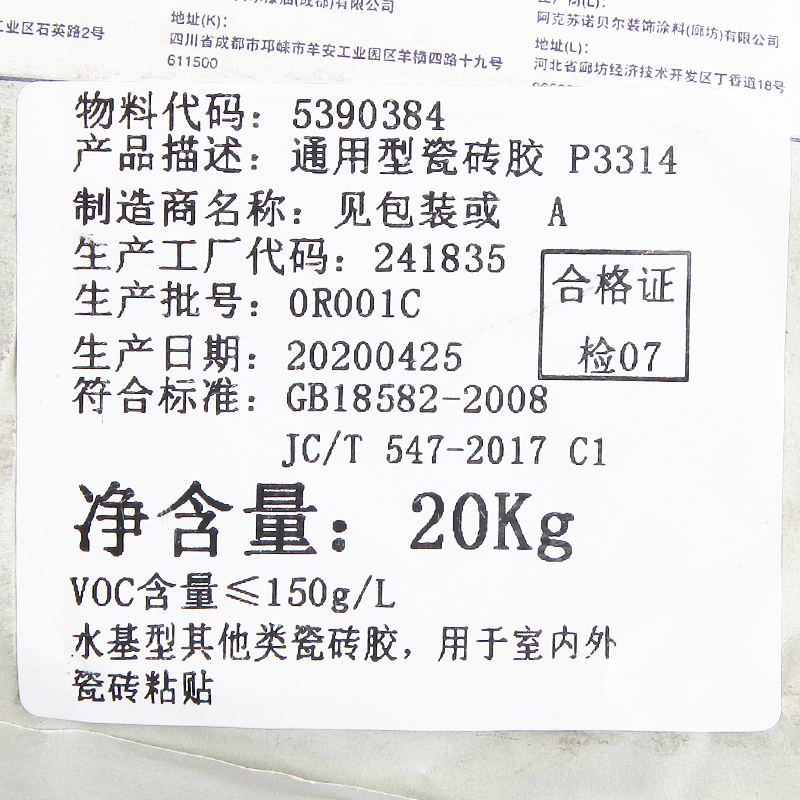 工业区石英路2号
地址(K):
四川省成都市邛崃市羊安工业园区羊横四路十九号
611500
阿克苏诺贝尔装饰涂料(廊坊)有限公司
地址(L):
河北省廊坊经济技术开发区丁香道18号
物料代码: 5390384
产品描述: 通用型瓷砖胶 P3314
制造商名称: 见包装或 A
生产工厂代码: 241835
生产批号: 0R001C
生产日期: 20200425
合格证
检07
符合标准: GB18582-2008
JC/T 547-2017 C1
净含量: 20Kg
VOC含量≤150g/L
水基型其他类瓷砖胶, 用于室内外
瓷砖粘贴